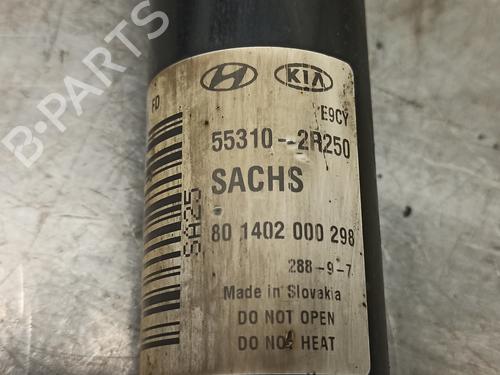 B-PARTS
KIA
FD
E9CY
55310--2R250
SACHS
SA25
80 1402 000 298
288-9-7
Made in Slovakia
DO NOT OPEN
DO NOT HEAT